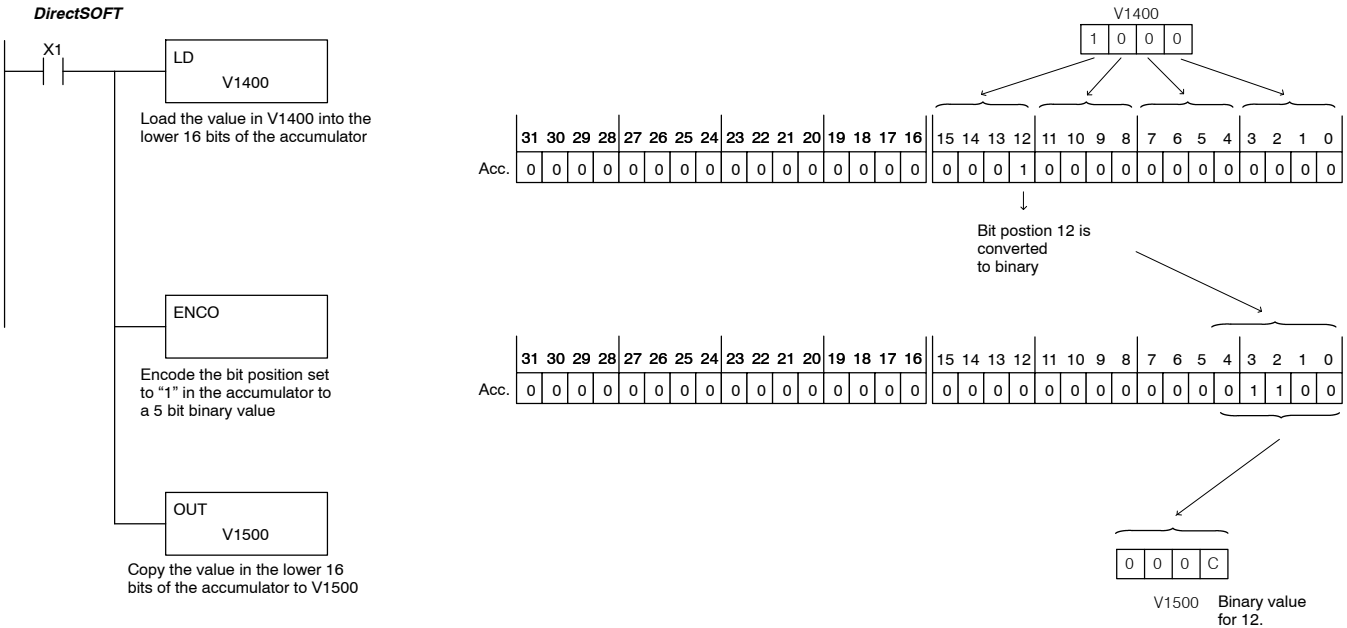 DirectSOFT
X1
LD
V1400
Load the value in V1400 into the
lower 16 bits of the accumulator
ENCO
Encode the bit position set
to “1” in the accumulator to
a 5 bit binary value
OUT
V1500
Copy the value in the lower 16
bits of the accumulator to V1500
V1400
1 0 0 0
31 30 29 28 27 26 25 24 23 22 21 20 19 18 17 16 15 14 13 12 11 10 9 8 7 6 5 4 3 2 1 0
Acc. 0 0 0 0 0 0 0 0 0 0 0 0 0 0 0 0 0 0 0 1 0 0 0 0 0 0 0 0 0 0 0 0
Bit postion 12 is
converted
to binary
31 30 29 28 27 26 25 24 23 22 21 20 19 18 17 16 15 14 13 12 11 10 9 8 7 6 5 4 3 2 1 0
Acc. 0 0 0 0 0 0 0 0 0 0 0 0 0 0 0 0 0 0 0 0 0 0 0 0 0 0 0 0 1 1 0 0
0 0 0 C
V1500
Binary value
for 12.